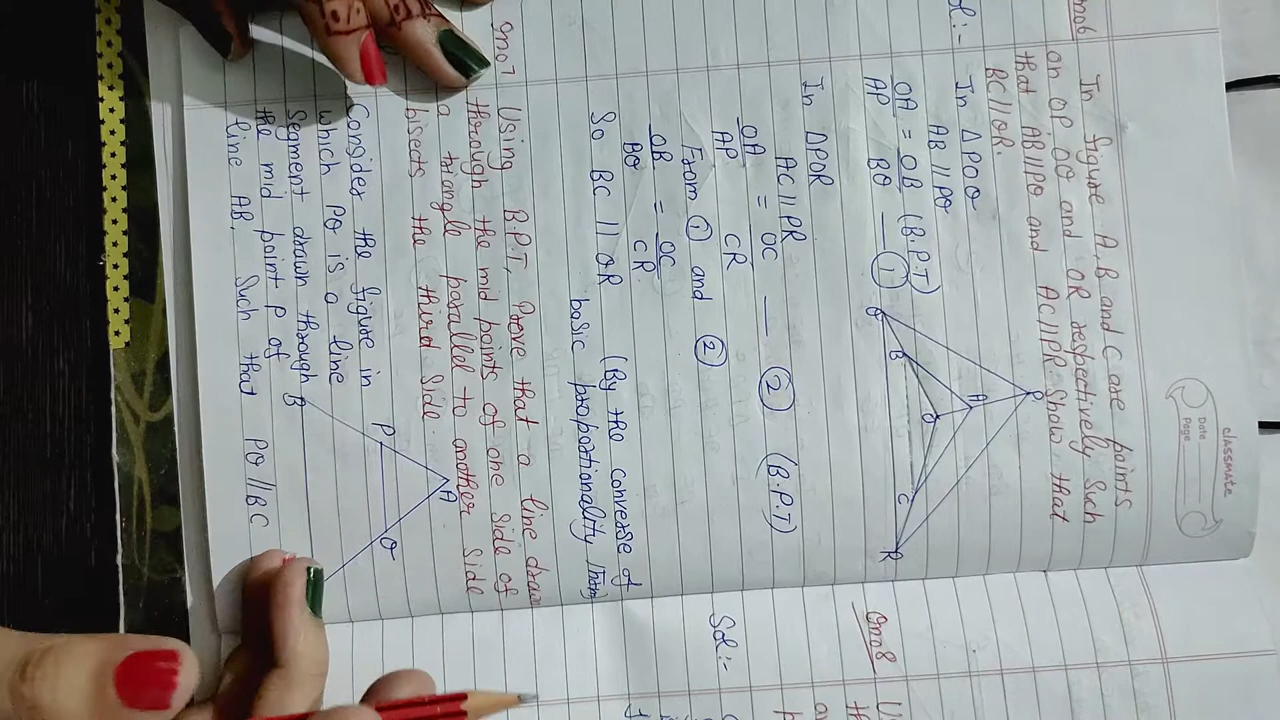 classmate
Date
Page
Qno6 In figure A, B and C are points
on OP, OQ and OR respectively such
that AB||PQ and AC||PR. Show that
BC||QR.
Sol:- In ΔPOQ
AB||PQ
OA/AP = OB/BQ (B.P.T) — ①
In ΔPOR
AC||PR
OA/AP = OC/CR — ② (B.P.T)
From ① and ②
OB/BQ = OC/CR
So BC || QR (By the converse of
basic proportionality Thm)
P
A
Q
B
O
C
R
Qno7 Using B.P.T, Prove that a line drawn
through the mid points of one side of
a triangle parallel to another side
bisects the third side.
Consider the figure in
which PQ is a line
segment drawn through
the mid point P of
line AB, Such that PQ||BC
A
P
Q
B
Qno8
Sol:-